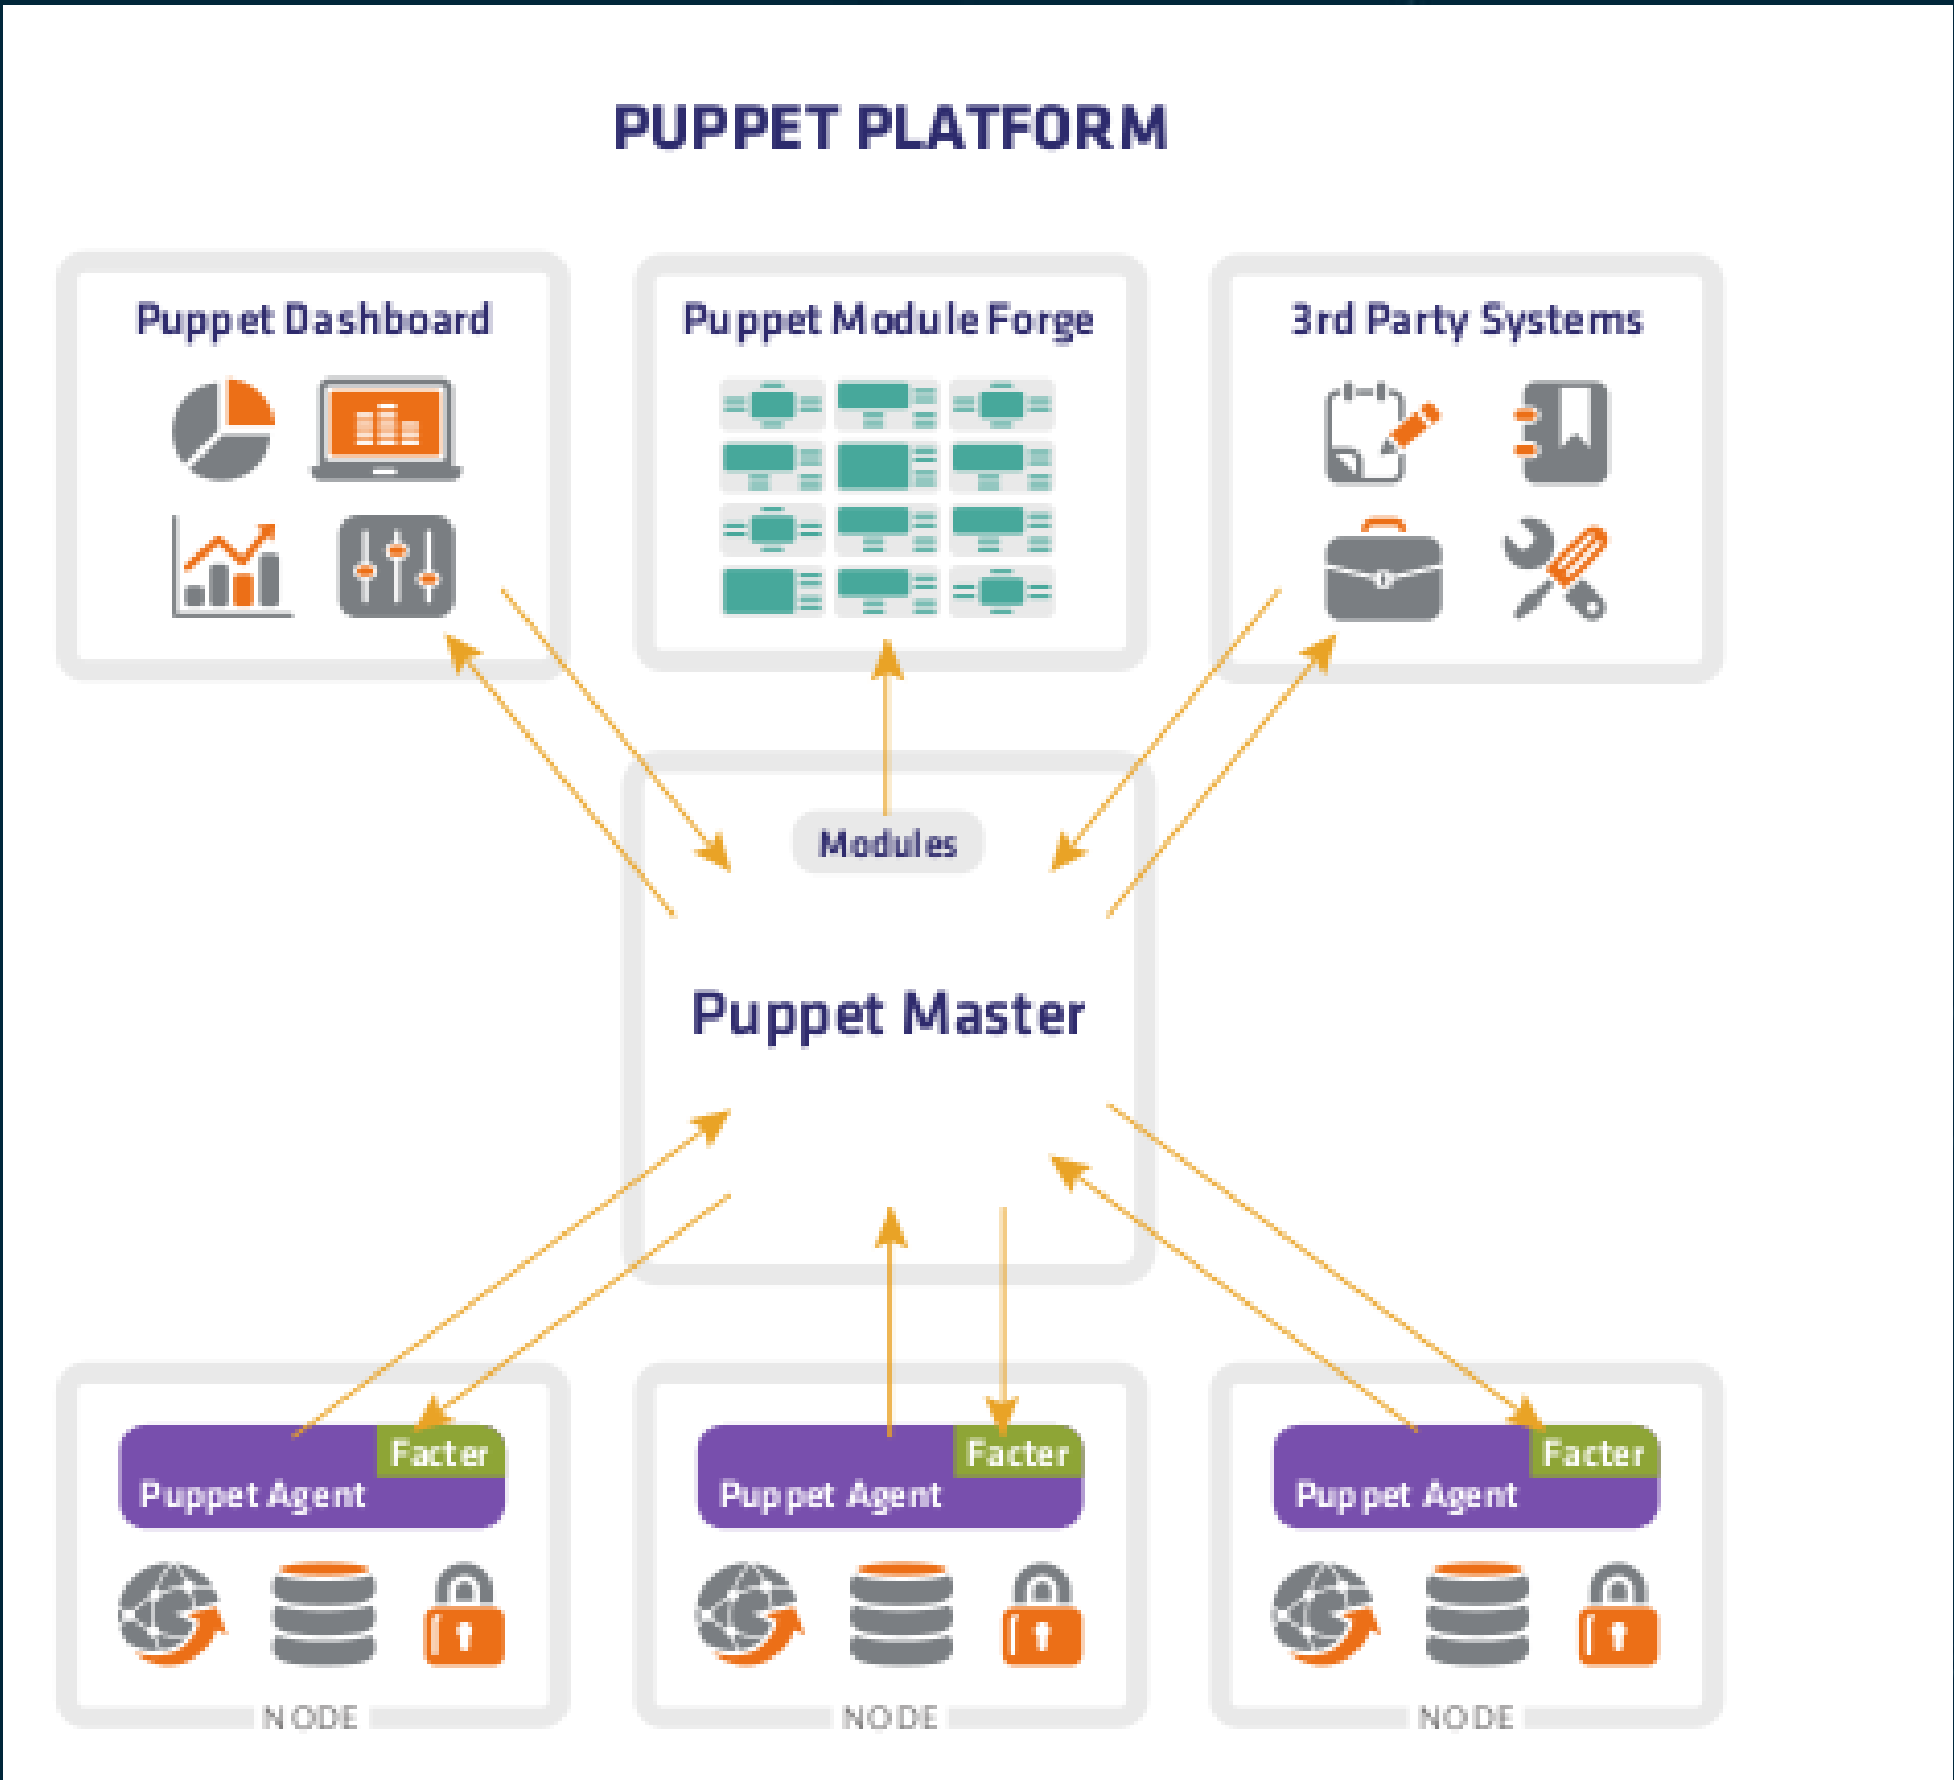 PUPPET PLATFORM
Puppet Dashboard
Puppet Module Forge
3rd Party Systems
Modules
Puppet Master
Facter
Puppet Agent
Facter
Puppet Agent
Facter
Puppet Agent
NODE
NODE
NODE